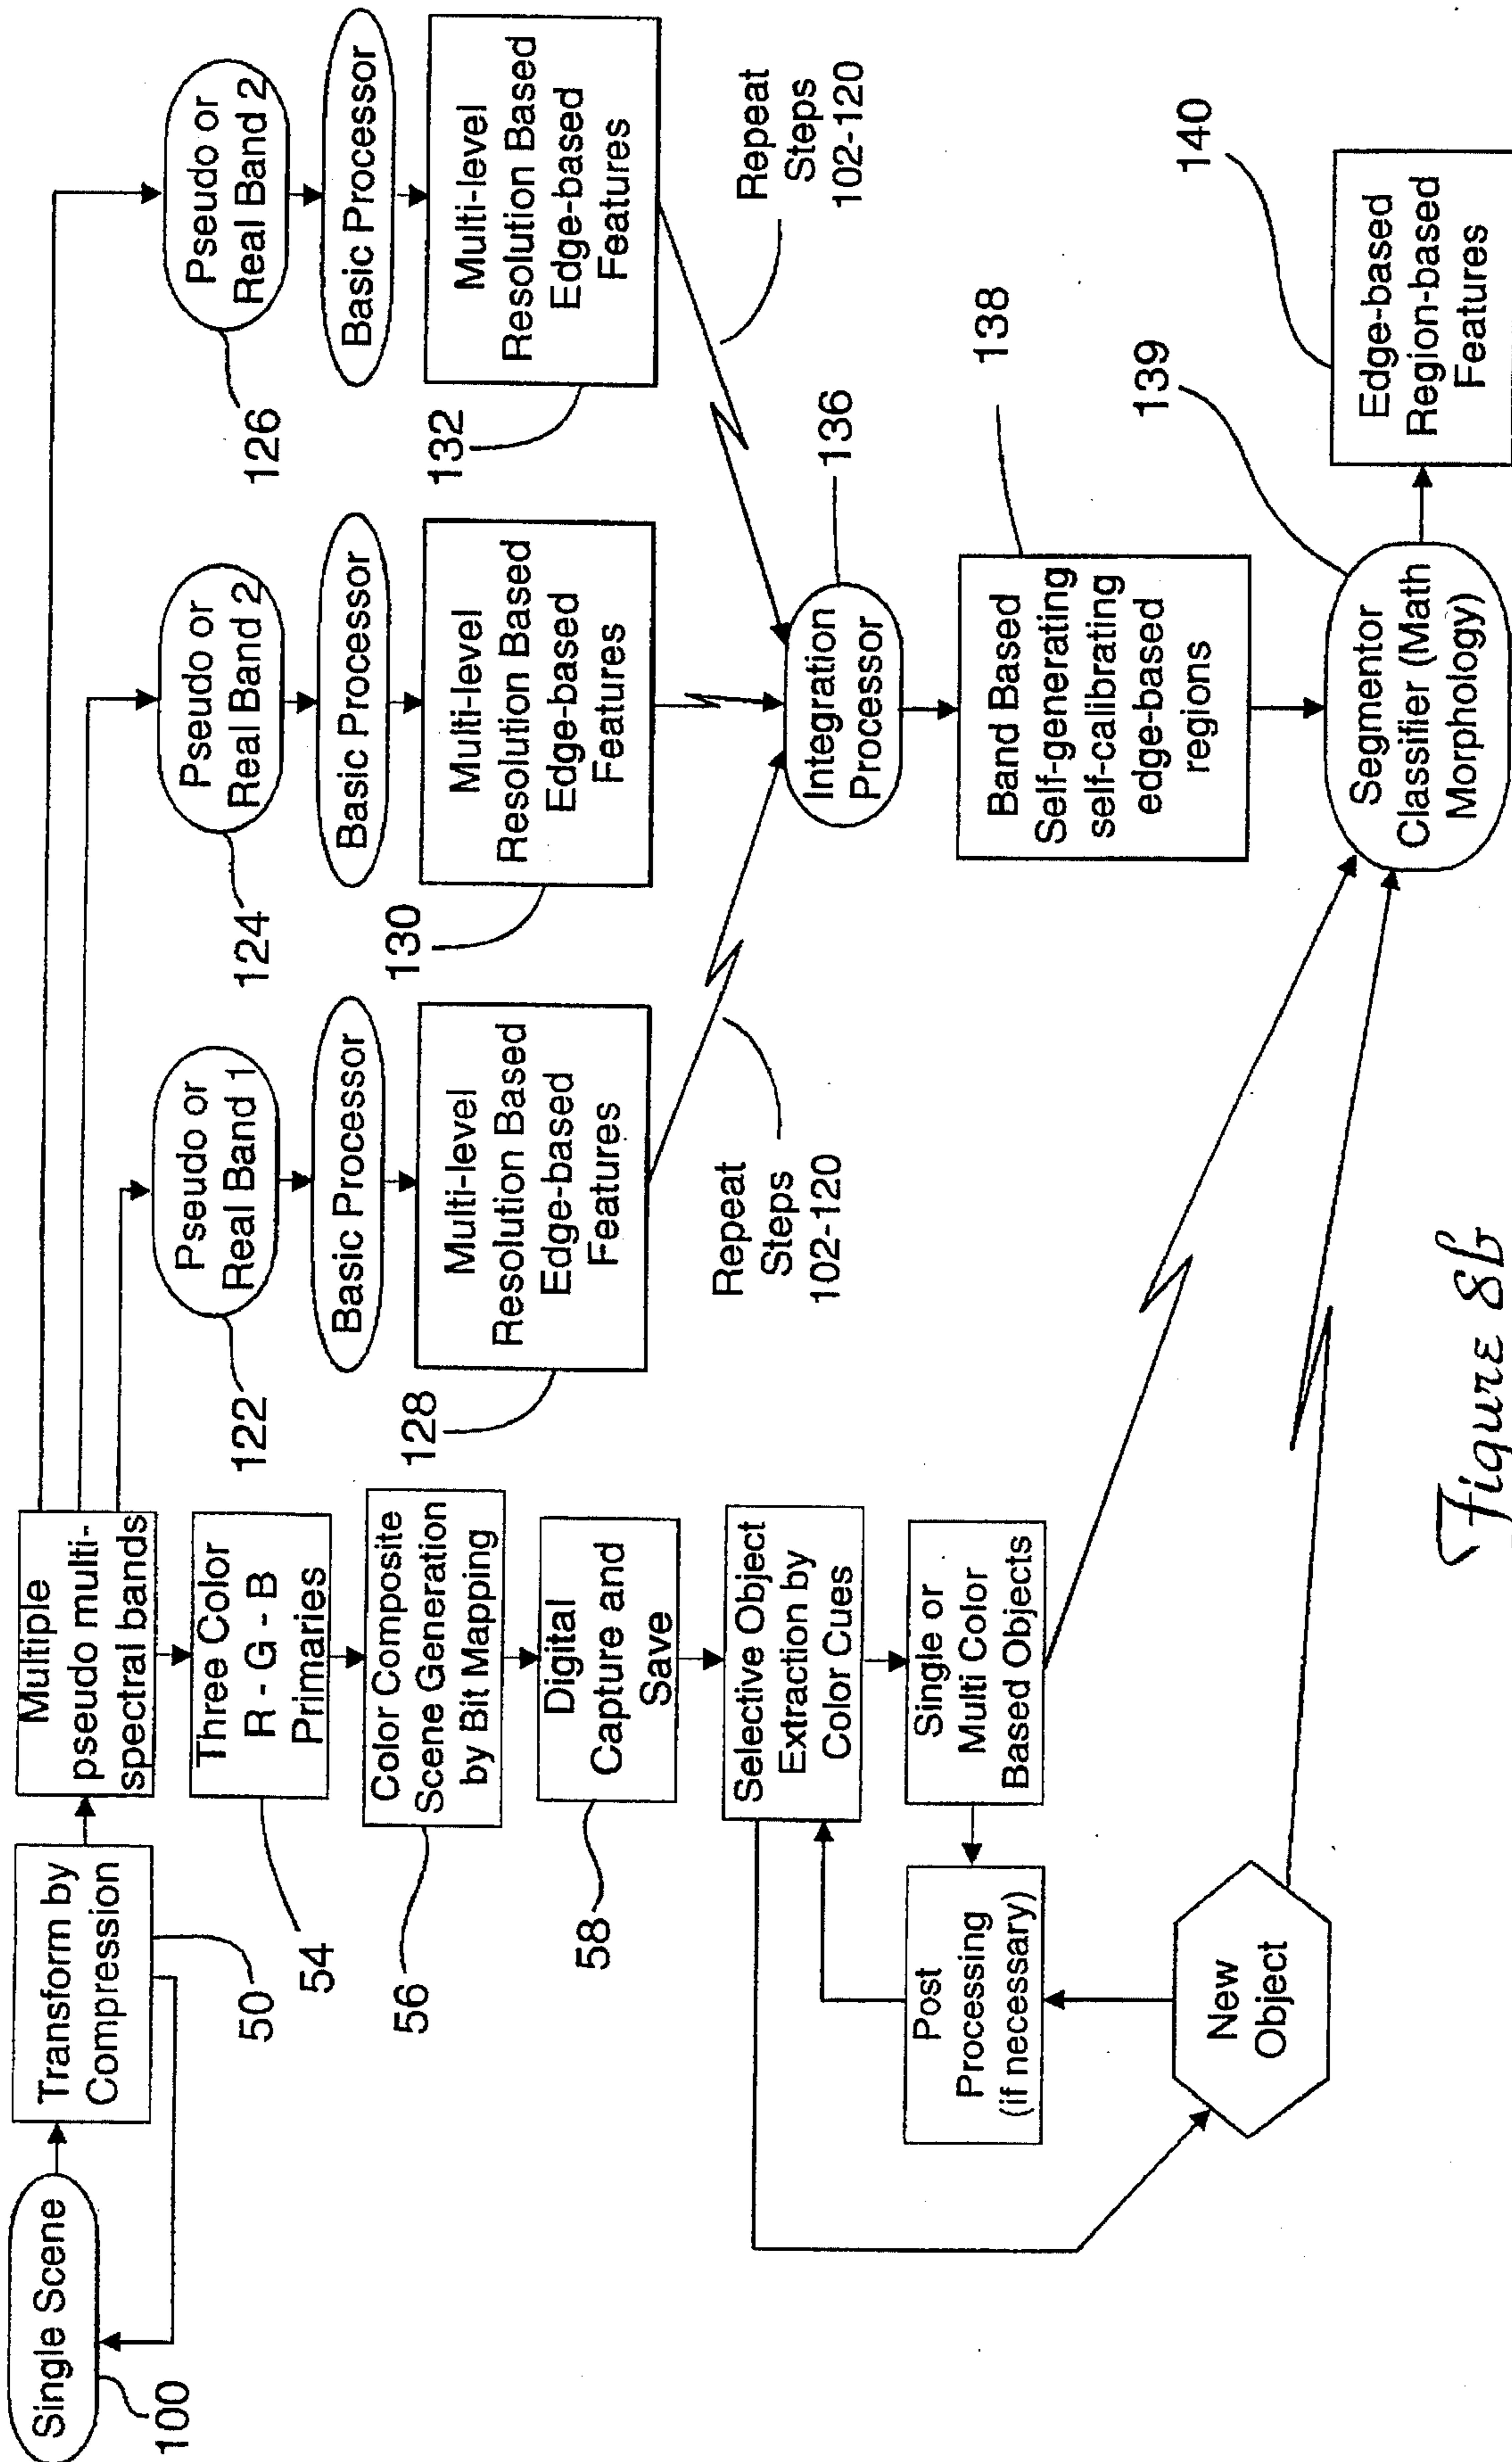 Single Scene
100
Transform by
Compression
50
Multiple
pseudo multi-
spectral bands
Three Color
R - G - B
Primaries
54
Color Composite
Scene Generation
by Bit Mapping
56
Digital
Capture and
Save
58
Selective Object
Extraction by
Color Cues
Single or
Multi Color
Based Objects
Post
Processing
(if necessary)
New
Object
Pseudo or
Real Band 1
122
Basic Processor
Multi-level
Resolution Based
Edge-based
Features
128
Repeat
Steps
102-120
Pseudo or
Real Band 2
124
Basic Processor
Multi-level
Resolution Based
Edge-based
Features
130
Pseudo or
Real Band 2
126
Basic Processor
Multi-level
Resolution Based
Edge-based
Features
132
Repeat
Steps
102-120
Integration
Processor
136
Band Based
Self-generating
self-calibrating
edge-based
regions
138
Segmentor
Classifier (Math
Morphology)
139
Edge-based
Region-based
Features
140
Figure 8b